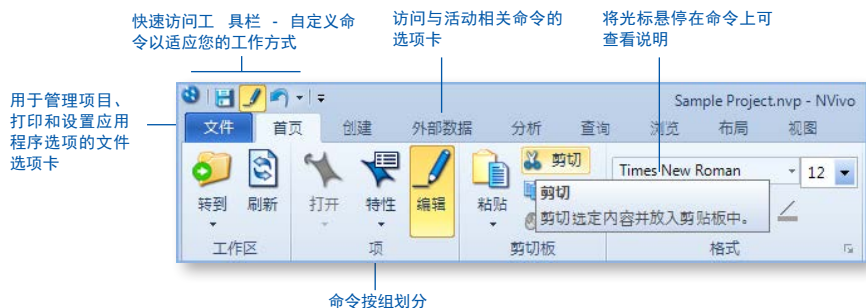 快速访问工 具栏 - 自定义命
令以适应您的工作方式
访问与活动相关命令的
选项卡
将光标悬停在命令上可
查看说明
用于管理项目、
打印和设置应用
程序选项的文件
选项卡
Sample Project.nvp - NVivo
文件 首页 创建 外部数据 分析 查询 浏览 布局 视图
转到 刷新 打开 特性 编辑 粘贴 剪切 Times New Roman 12
剪切
剪切选定内容并放入剪贴板中。
工作区 项 剪切板 格式
命令按组划分